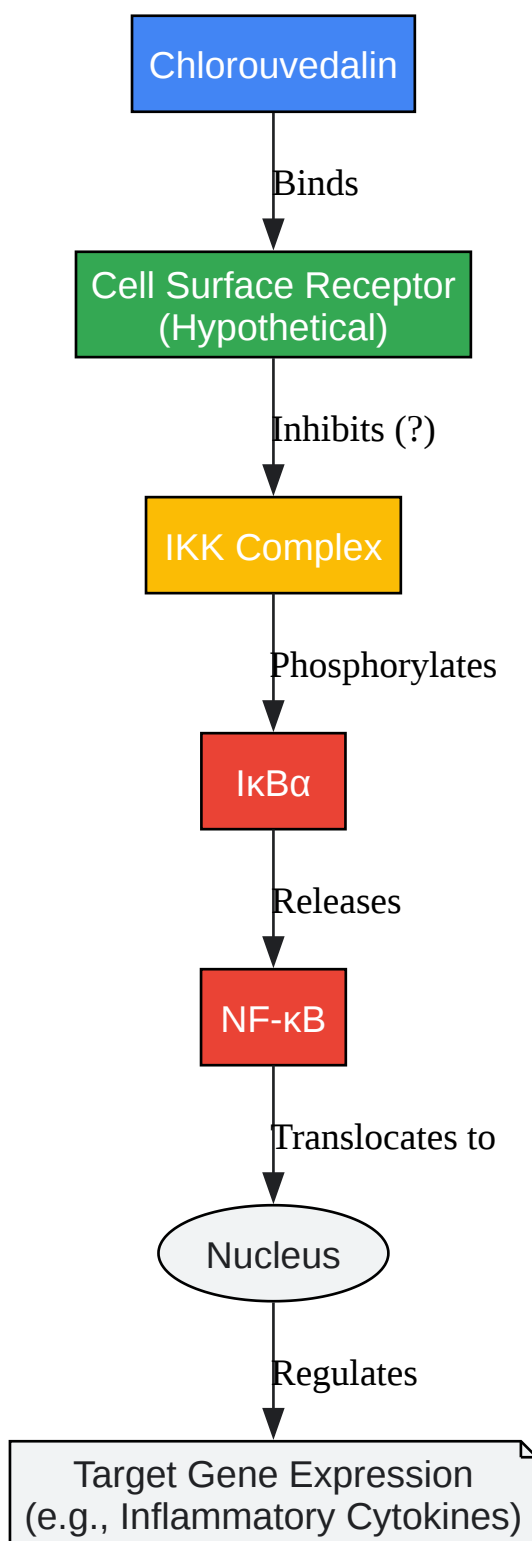 Chlorouvedalin
Binds
Cell Surface Receptor
(Hypothetical)
Inhibits (?)
IKK Complex
Phosphorylates
IκBα
Releases
NF-κB
Translocates to
Nucleus
Regulates
Target Gene Expression
(e.g., Inflammatory Cytokines)